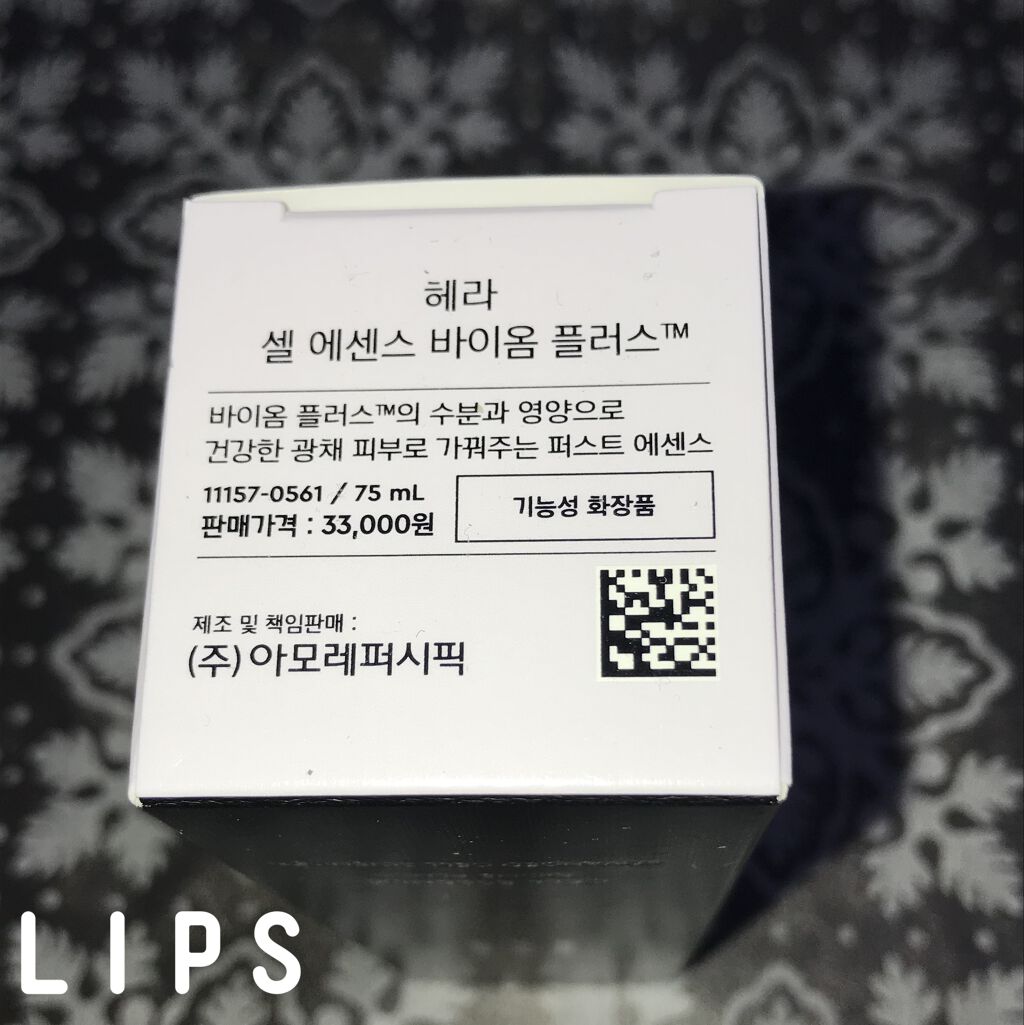 헤라
셀 에센스 바이옴 플러스™
바이옴 플러스™의 수분과 영양으로
건강한 광채 피부로 가꿔주는 퍼스트 에센스
11157-0561 / 75 mL
판매가격 : 33,000원
기능성 화장품
제조 및 책임판매 :
(주)아모레퍼시픽
LIPS